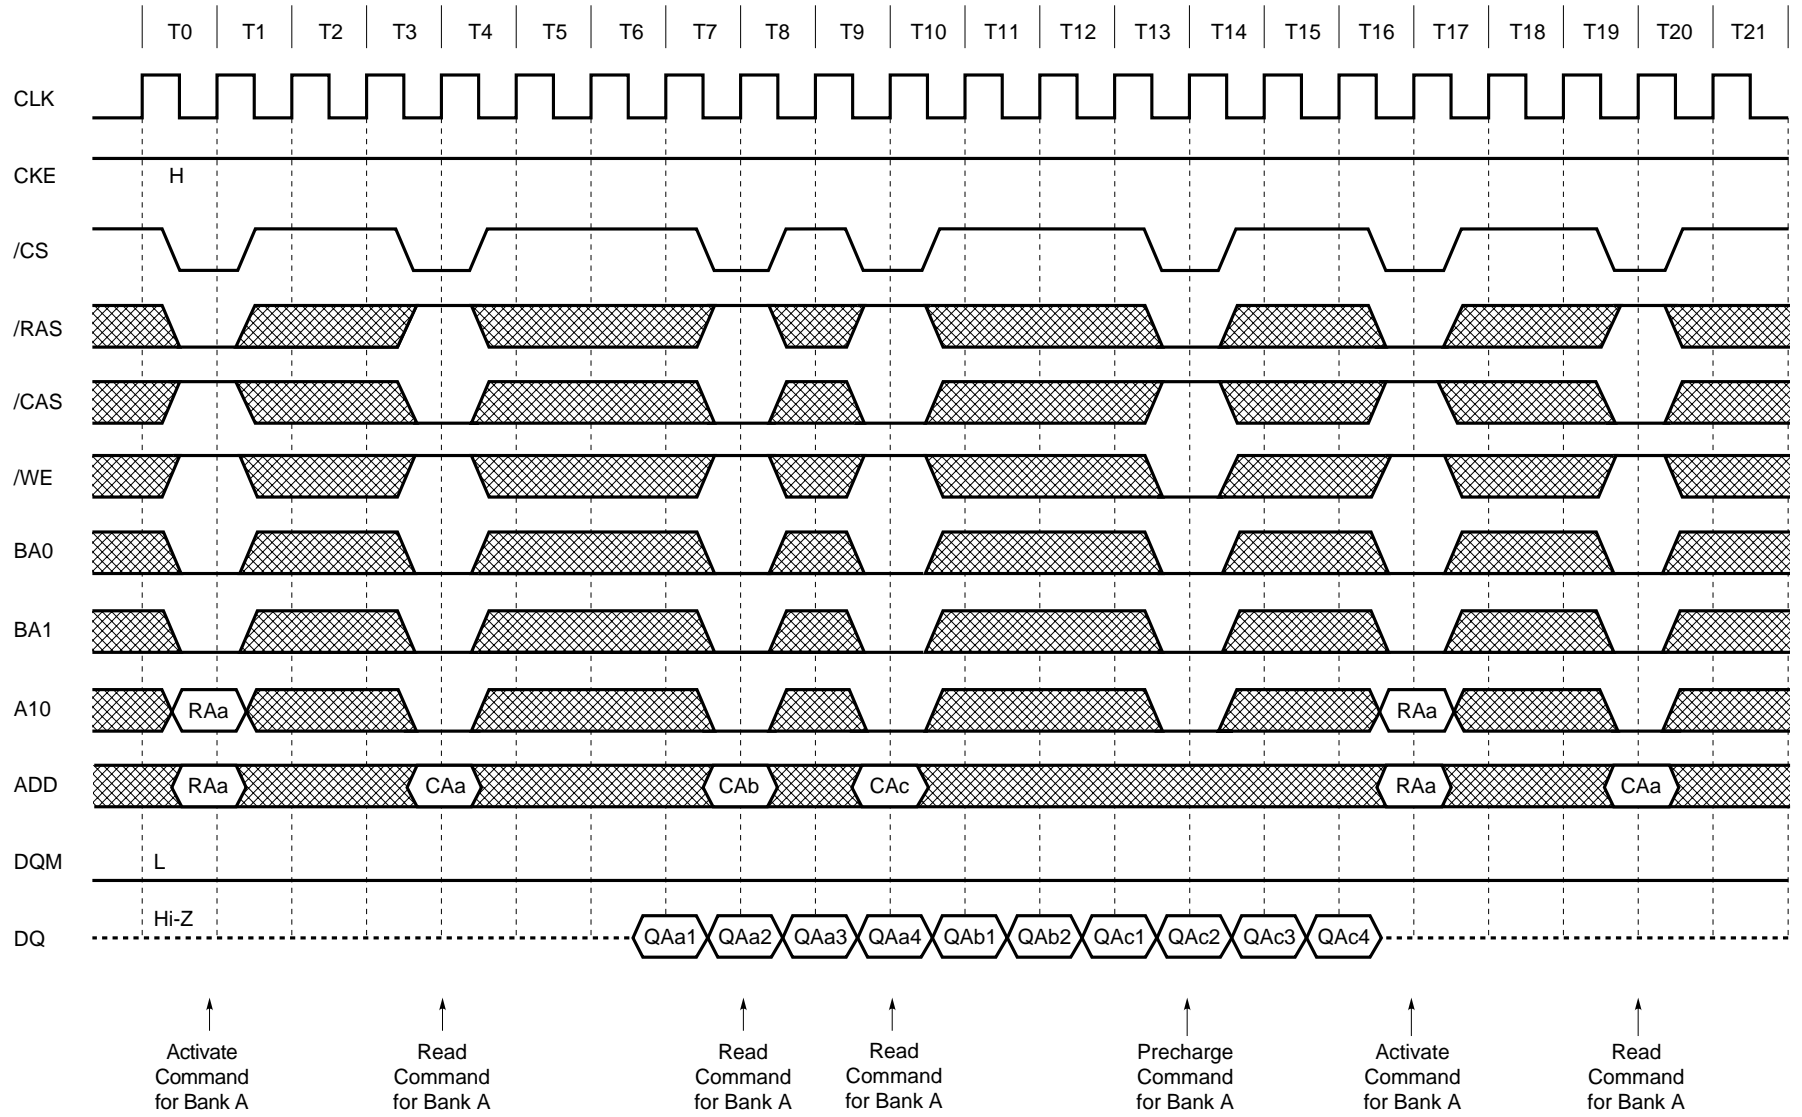 T0 T1 T2 T3 T4 T5 T6 T7 T8 T9 T10 T11 T12 T13 T14 T15 T16 T17 T18 T19 T20 T21
CLK
CKE H
/CS
/RAS
/CAS
/WE
BA0
BA1
A10 RAa RAa
ADD RAa CAa CAb CAc RAa CAa
DQM L
Hi-Z
DQ QAa1 QAa2 QAa3 QAa4 QAb1 QAb2 QAc1 QAc2 QAc3 QAc4
Activate
Command
for Bank A
Read
Command
for Bank A
Read
Command
for Bank A
Read
Command
for Bank A
Precharge
Command
for Bank A
Activate
Command
for Bank A
Read
Command
for Bank A